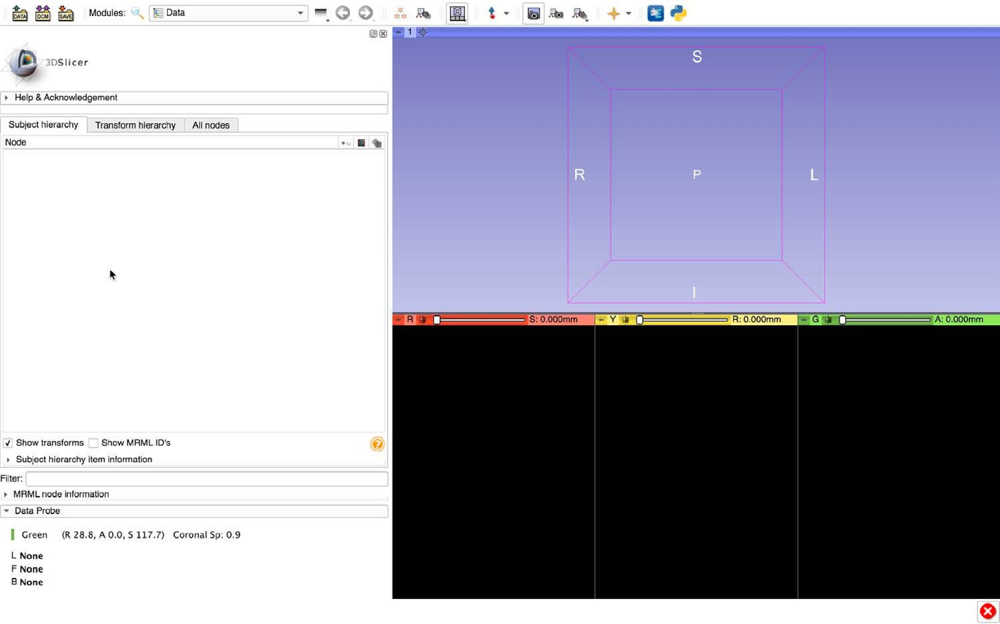 DATA DCM SAVE Modules: Data
1
3DSlicer
Help & Acknowledgement
Subject hierarchy Transform hierarchy All nodes
Node
S
R P L
I
R S: 0.000mm Y R: 0.000mm G A: 0.000mm
Show transforms Show MRML ID's
Subject hierarchy item information
Filter:
MRML node information
Data Probe
Green (R 28.8, A 0.0, S 117.7) Coronal Sp: 0.9
L None
F None
B None